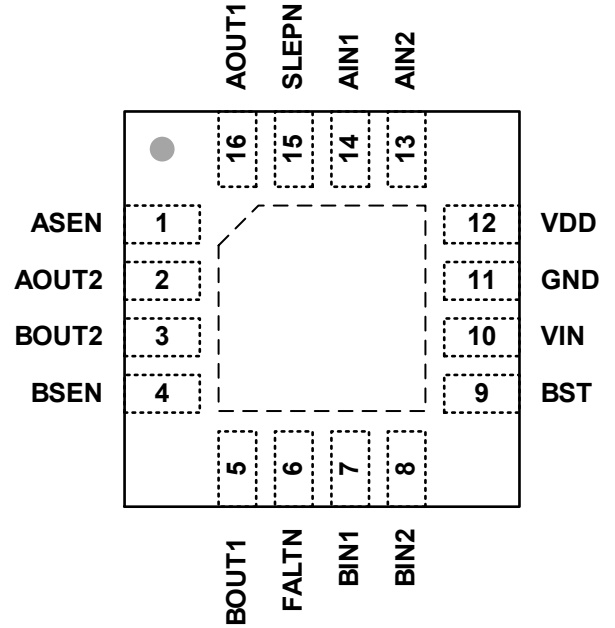 AOUT1
SLEPN
AIN1
AIN2
16
15
14
13
ASEN 1
12 VDD
AOUT2 2
11 GND
BOUT2 3
10 VIN
BSEN 4
9 BST
5
6
7
8
BOUT1
FALTN
BIN1
BIN2